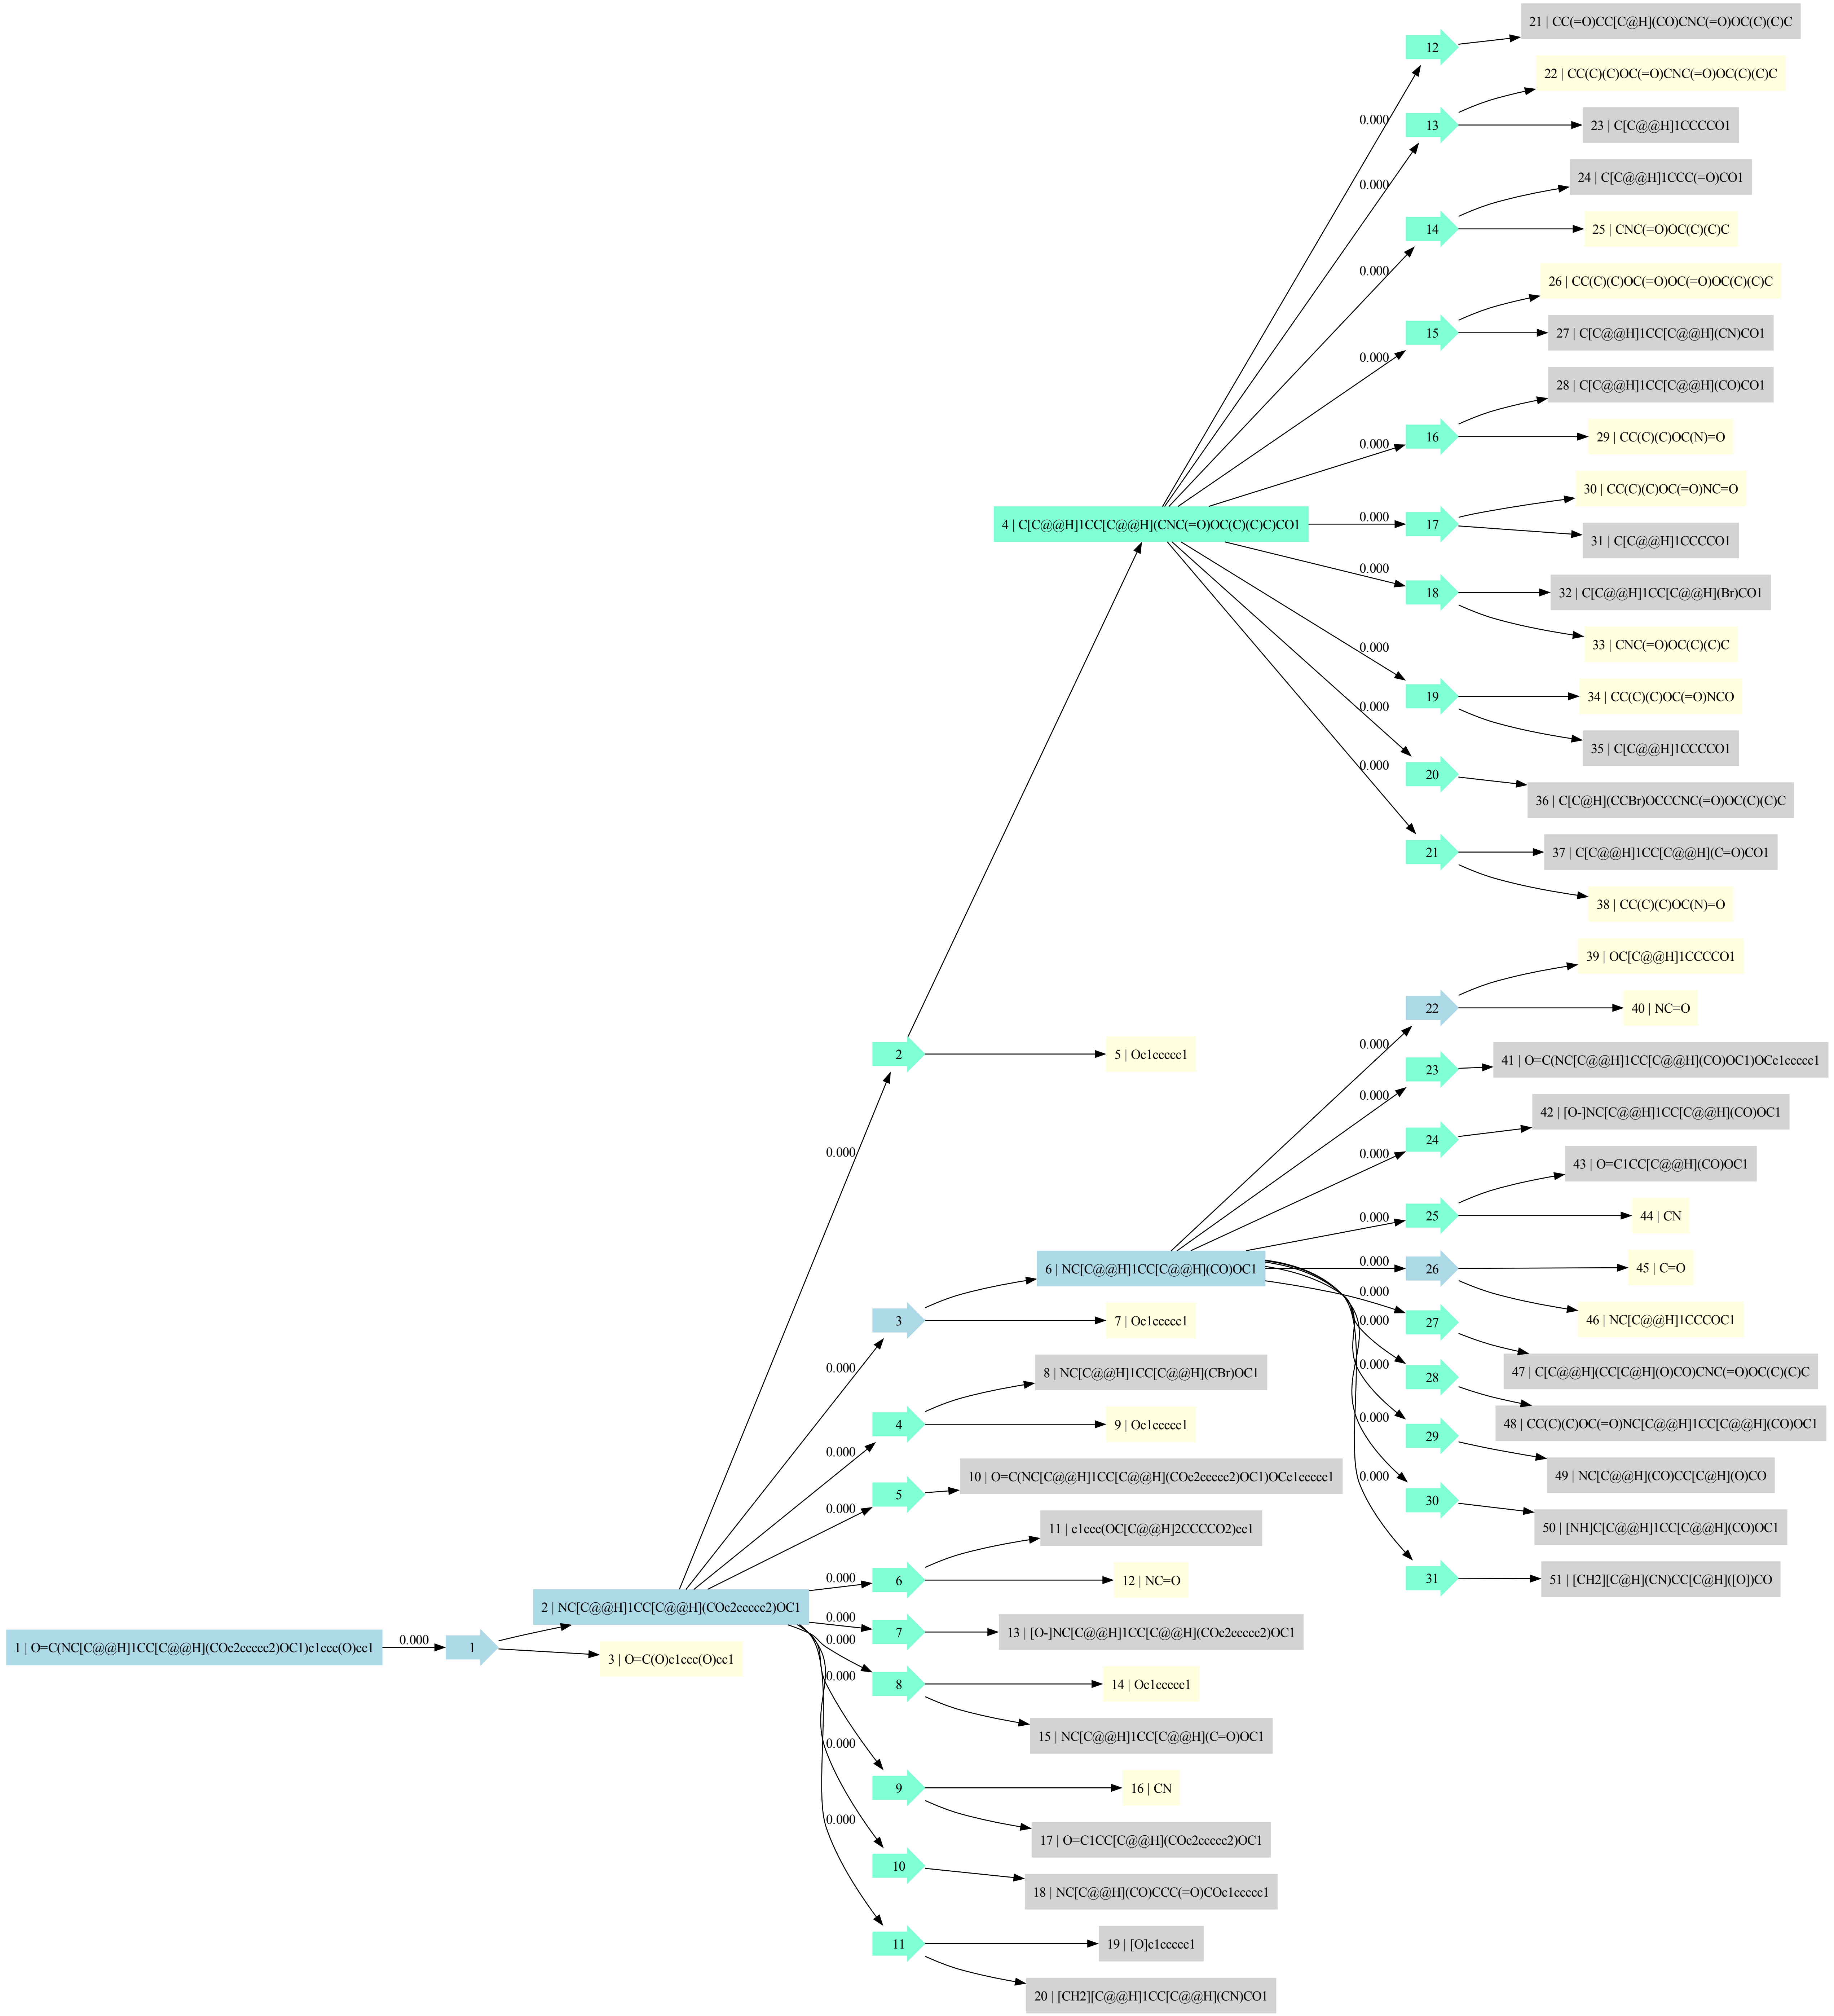 1 | O=C(NC[C@@H]1CC[C@@H](COc2ccccc2)OC1)c1ccc(O)cc1
0.000
1
2 | NC[C@@H]1CC[C@@H](COc2ccccc2)OC1
3 | O=C(O)c1ccc(O)cc1
0.000
0.000
0.000
0.000
0.000
0.000
0.000
0.000
0.000
0.000
2
3
4
5
6
7
8
9
10
11
4 | C[C@@H]1CC[C@@H](CNC(=O)OC(C)(C)C)CO1
5 | Oc1ccccc1
6 | NC[C@@H]1CC[C@@H](CO)OC1
7 | Oc1ccccc1
8 | NC[C@@H]1CC[C@@H](CBr)OC1
9 | Oc1ccccc1
10 | O=C(NC[C@@H]1CC[C@@H](COc2ccccc2)OC1)OCc1ccccc1
11 | c1ccc(OC[C@@H]2CCCCO2)cc1
12 | NC=O
13 | [O-]NC[C@@H]1CC[C@@H](COc2ccccc2)OC1
14 | Oc1ccccc1
15 | NC[C@@H]1CC[C@@H](C=O)OC1
16 | CN
17 | O=C1CC[C@@H](COc2ccccc2)OC1
18 | NC[C@@H](CO)CCC(=O)COc1ccccc1
19 | [O]c1ccccc1
20 | [CH2][C@@H]1CC[C@@H](CN)CO1
0.000
0.000
0.000
0.000
0.000
0.000
0.000
0.000
0.000
0.000
12
13
14
15
16
17
18
19
20
21
21 | CC(=O)CC[C@H](CO)CNC(=O)OC(C)(C)C
22 | CC(C)(C)OC(=O)CNC(=O)OC(C)(C)C
23 | C[C@@H]1CCCCO1
24 | C[C@@H]1CCC(=O)CO1
25 | CNC(=O)OC(C)(C)C
26 | CC(C)(C)OC(=O)OC(=O)OC(C)(C)C
27 | C[C@@H]1CC[C@@H](CN)CO1
28 | C[C@@H]1CC[C@@H](CO)CO1
29 | CC(C)(C)OC(N)=O
30 | CC(C)(C)OC(=O)NC=O
31 | C[C@@H]1CCCCO1
32 | C[C@@H]1CC[C@@H](Br)CO1
33 | CNC(=O)OC(C)(C)C
34 | CC(C)(C)OC(=O)NCO
35 | C[C@@H]1CCCCO1
36 | C[C@H](CCBr)OCCCNC(=O)OC(C)(C)C
37 | C[C@@H]1CC[C@@H](C=O)CO1
38 | CC(C)(C)OC(N)=O
0.000
0.000
0.000
0.000
0.000
0.000
0.000
0.000
0.000
0.000
22
23
24
25
26
27
28
29
30
31
39 | OC[C@@H]1CCCCO1
40 | NC=O
41 | O=C(NC[C@@H]1CC[C@@H](CO)OC1)OCc1ccccc1
42 | [O-]NC[C@@H]1CC[C@@H](CO)OC1
43 | O=C1CC[C@@H](CO)OC1
44 | CN
45 | C=O
46 | NC[C@@H]1CCCOC1
47 | C[C@@H](CC[C@H](O)CO)CNC(=O)OC(C)(C)C
48 | CC(C)(C)OC(=O)NC[C@@H]1CC[C@@H](CO)OC1
49 | NC[C@@H](CO)CC[C@H](O)CO
50 | [NH]C[C@@H]1CC[C@@H](CO)OC1
51 | [CH2][C@H](CN)CC[C@H]([O])CO